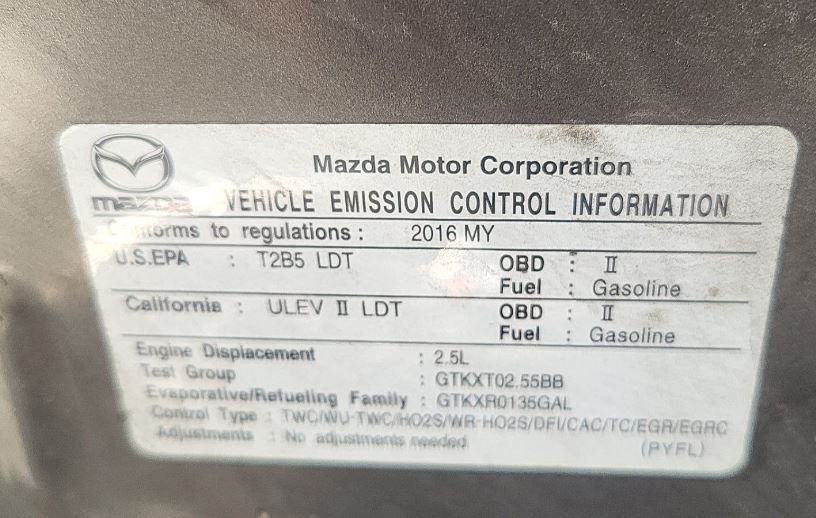 mazda
Mazda Motor Corporation
VEHICLE EMISSION CONTROL INFORMATION
Conforms to regulations : 2016 MY
U.S.EPA : T2B5 LDT OBD : II
Fuel : Gasoline
California : ULEV II LDT OBD : II
Fuel : Gasoline
Engine Displacement : 2.5L
Test Group : GTKXT02.55BB
Evaporative/Refueling Family : GTKXR0135GAL
Control Type : TWC/WU-TWC/HO2S/WR-HO2S/DFI/CAC/TC/EGR/EGRC
Adjustments : No adjustments needed
(PYFL)